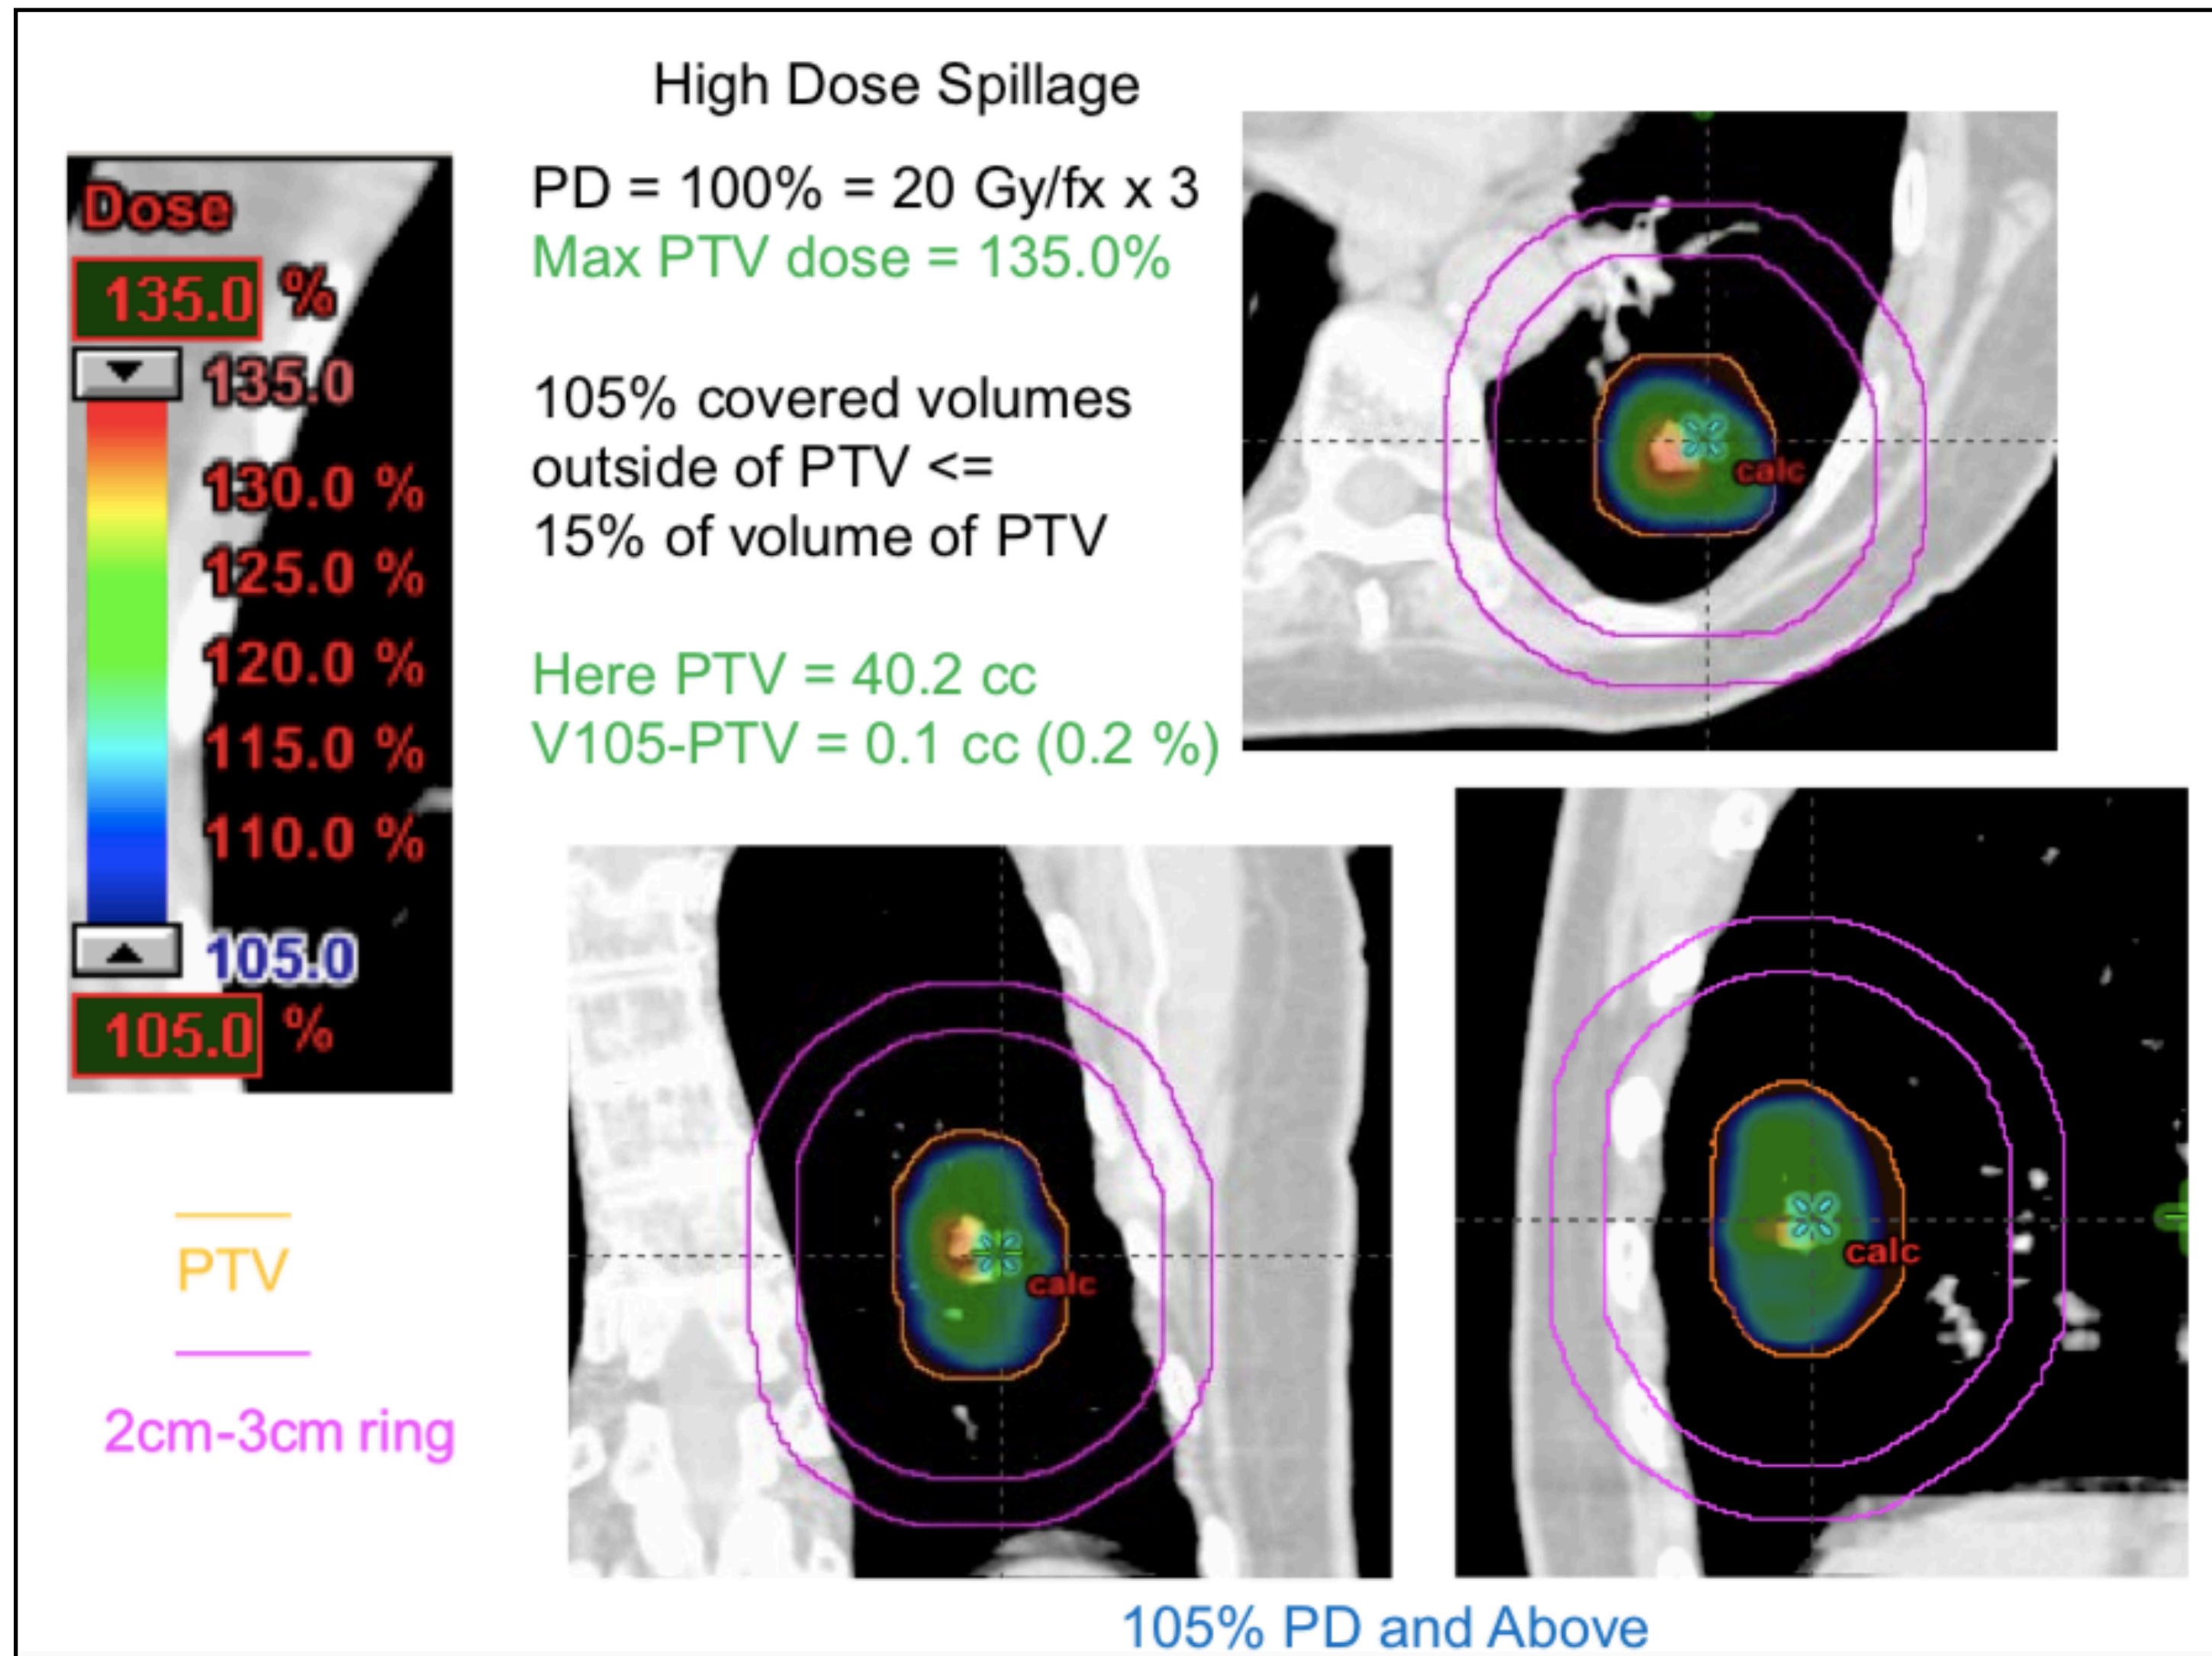 High Dose Spillage
Dose
135.0 %
135.0
130.0 %
125.0 %
120.0 %
115.0 %
110.0 %
105.0
105.0 %
PTV
2cm-3cm ring
PD = 100% = 20 Gy/fx x 3
Max PTV dose = 135.0%
105% covered volumes
outside of PTV <=
15% of volume of PTV
Here PTV = 40.2 cc
V105-PTV = 0.1 cc (0.2 %)
calc
calc
calc
105% PD and Above